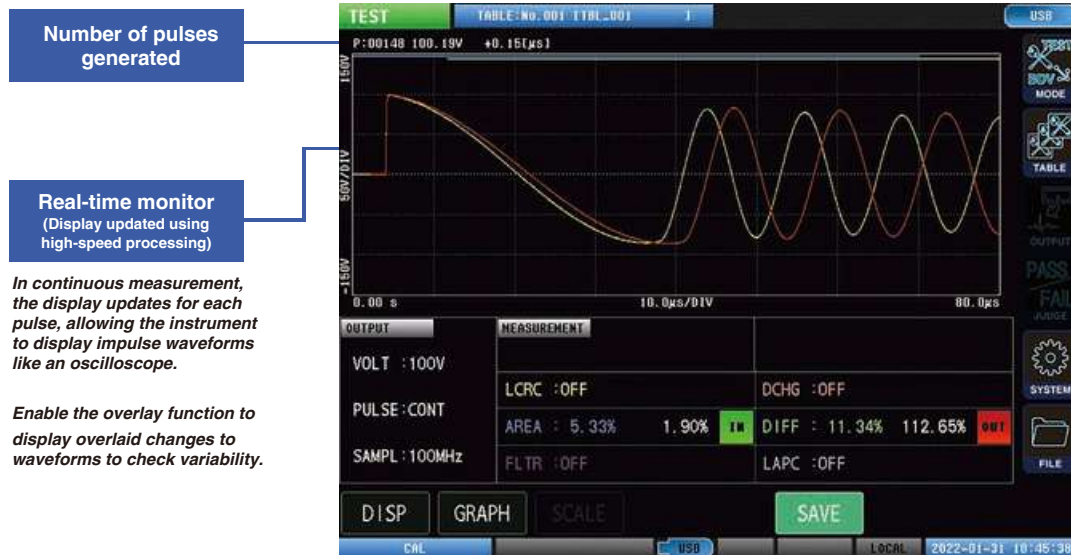 Number of pulses
generated
Real-time monitor
(Display updated using
high-speed processing)
In continuous measurement,
the display updates for each
pulse, allowing the instrument
to display impulse waveforms
like an oscilloscope.
Enable the overlay function to
display overlaid changes to
waveforms to check variability.
TEST
TABLE:No.001 [TBL_001 ]
USB
P:00148 100.19V +0.15[μs]
150V
50V/DIV
-150V
0.00 s
10.0μs/DIV
80.0μs
TEST
BDV
MODE
TABLE
OUTPUT
PASS
FAIL
JUDGE
SYSTEM
FILE
OUTPUT
VOLT :100V
PULSE:CONT
SAMPL:100MHz
MEASUREMENT
LCRC :OFF
DCHG :OFF
AREA : 5.33% 1.90% IN
DIFF : 11.34% 112.65% OUT
FLTR :OFF
LAPC :OFF
DISP
GRAPH
SCALE
SAVE
CAL
USB
LOCAL
2022-01-31 10:45:38